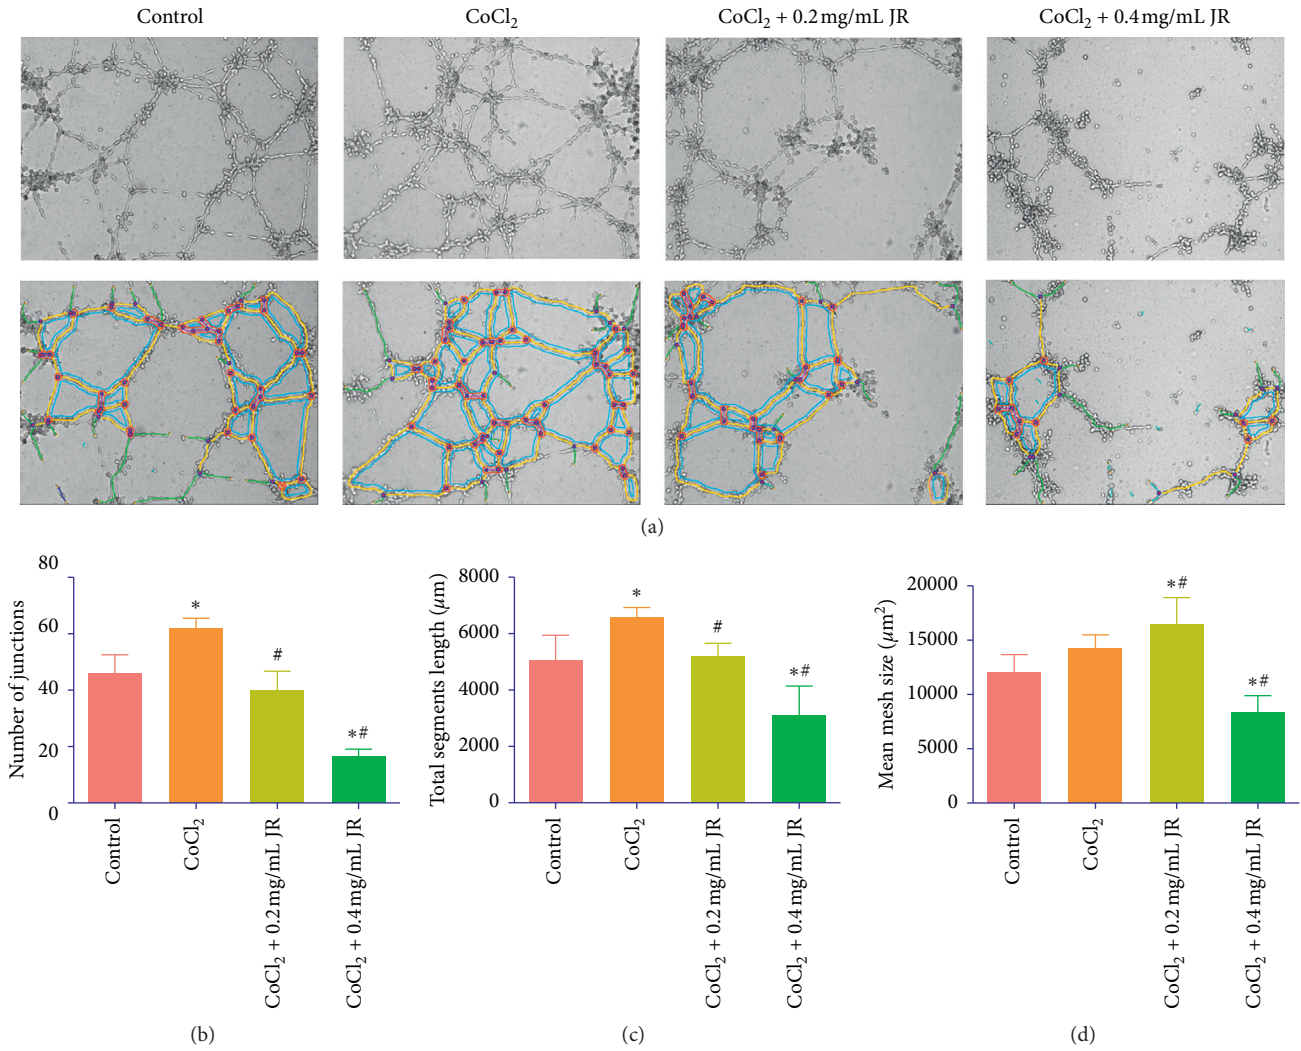 Control
CoCl2
CoCl2 + 0.2 mg/mL JR
CoCl2 + 0.4 mg/mL JR
(a)
Number of junctions
80
60
40
20
0
*
#
*#
Control
CoCl2
CoCl2 + 0.2 mg/mL JR
CoCl2 + 0.4 mg/mL JR
(b)
Total segments length (μm)
8000
6000
4000
2000
0
*
#
*#
Control
CoCl2
CoCl2 + 0.2 mg/mL JR
CoCl2 + 0.4 mg/mL JR
(c)
Mean mesh size (μm2)
20000
15000
10000
5000
0
*#
*#
Control
CoCl2
CoCl2 + 0.2 mg/mL JR
CoCl2 + 0.4 mg/mL JR
(d)